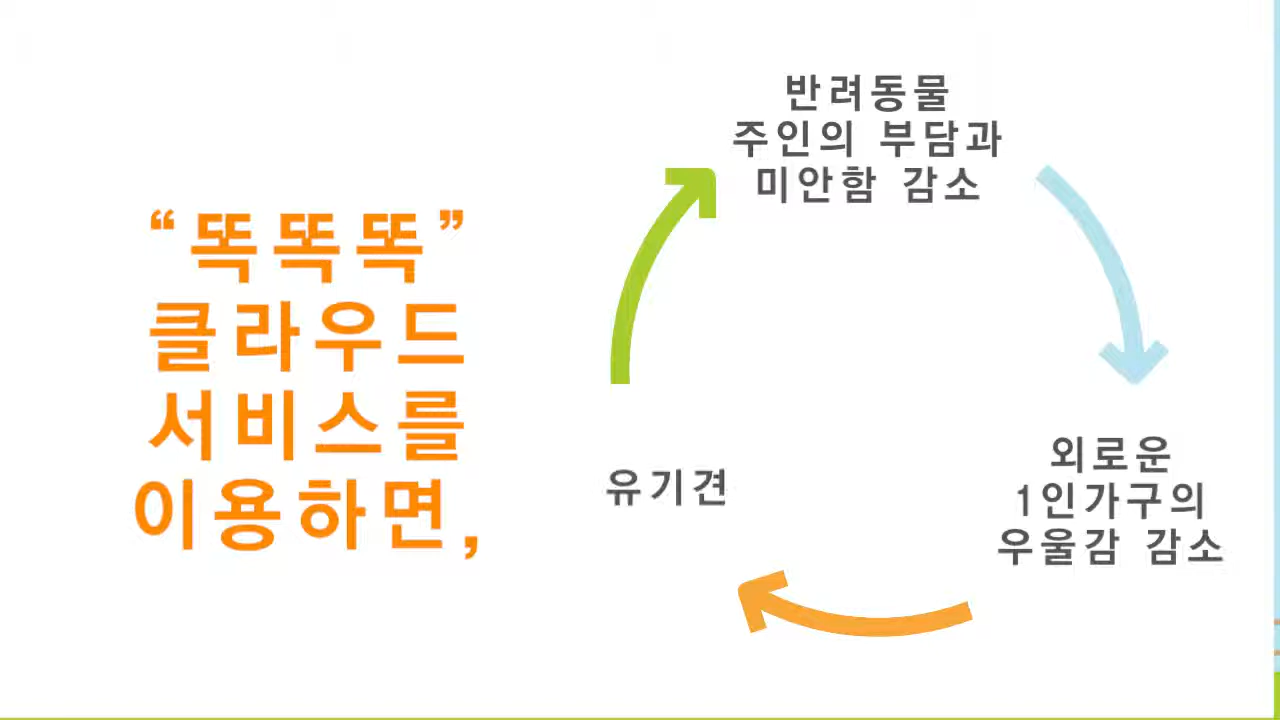 “똑똑똑”
클라우드
서비스를
이용하면,
반려동물
주인의 부담과
미안함 감소
외로운
1인가구의
우울감 감소
유기견